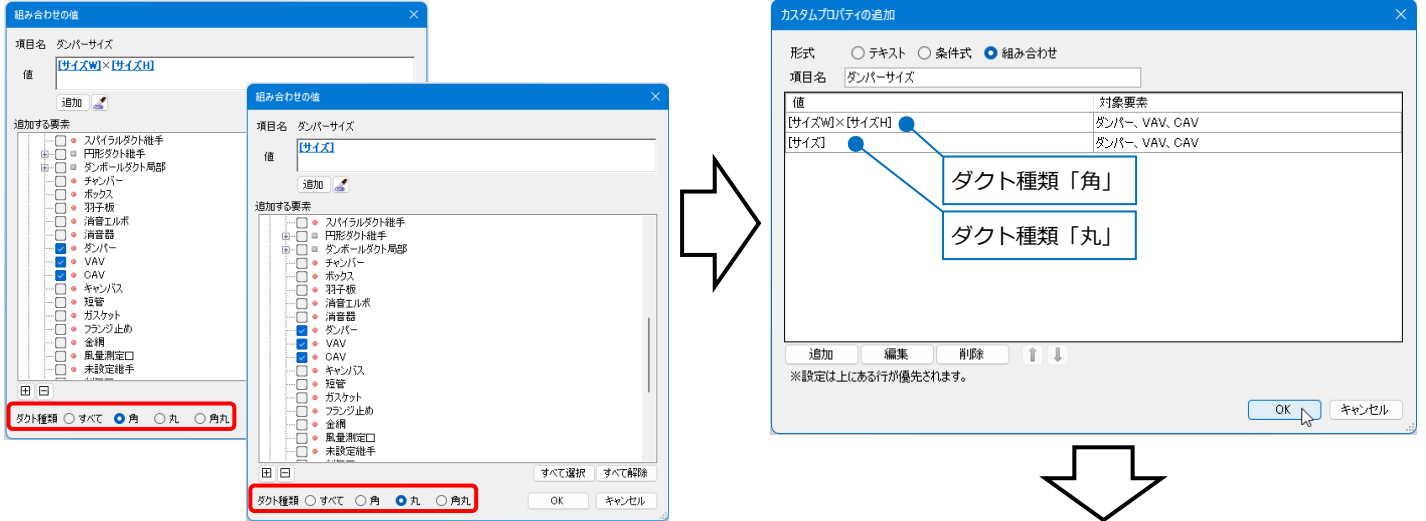 組み合わせの値
項目名 ダンパーサイズ
値 [サイズW]×[サイズH]
追加
追加する要素
スパイラルダクト継手
円形ダクト継手
ダンボールダクト局部
チャンバー
ボックス
羽子板
消音エルボ
消音器
ダンパー
VAV
CAV
キャンバス
短管
ガスケット
フランジ止め
金網
風量測定口
未設定継手
ダクト種類 すべて 角 丸 角丸
組み合わせの値
項目名 ダンパーサイズ
値 [サイズ]
追加
追加する要素
スパイラルダクト継手
円形ダクト継手
ダンボールダクト局部
チャンバー
ボックス
羽子板
消音エルボ
消音器
ダンパー
VAV
CAV
キャンバス
短管
ガスケット
フランジ止め
金網
風量測定口
未設定継手
すべて選択 すべて解除
ダクト種類 すべて 角 丸 角丸
OK キャンセル
カスタムプロパティの追加
形式 テキスト 条件式 組み合わせ
項目名 ダンパーサイズ
値 対象要素
[サイズW]×[サイズH] ダンパー、VAV、CAV
[サイズ] ダンパー、VAV、CAV
ダクト種類「角」
ダクト種類「丸」
追加 編集 削除
※設定は上にある行が優先されます。
OK キャンセル